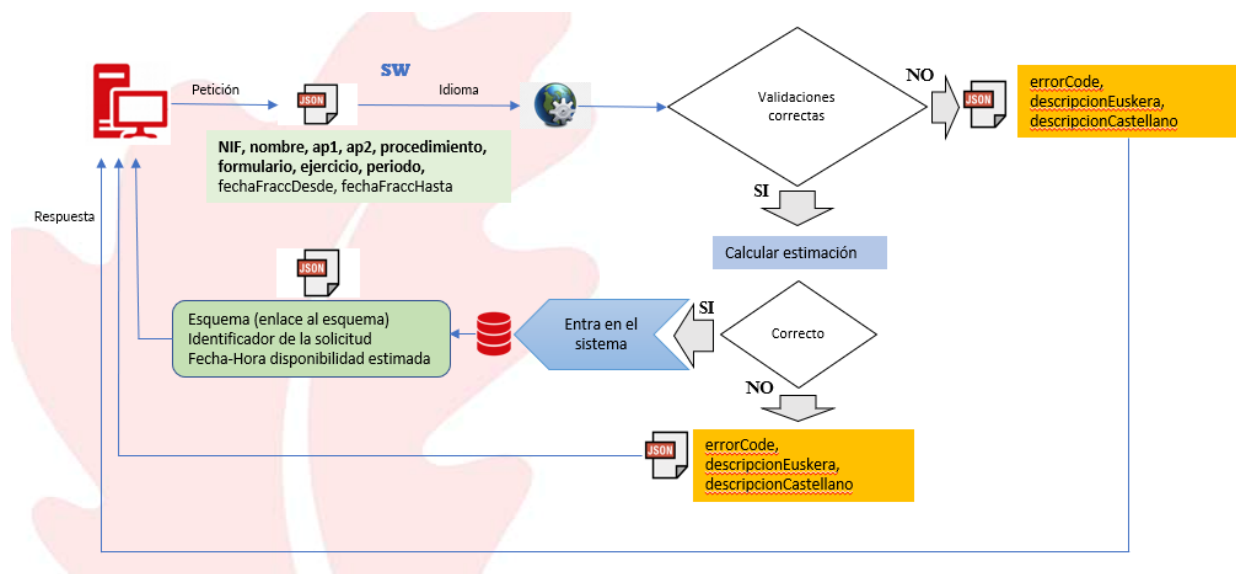 SW
Petición
JSON
Idioma
NIF, nombre, ap1, ap2, procedimiento,
formulario, ejercicio, periodo,
fechaFraccDesde, fechaFraccHasta
Validaciones
correctas
NO
JSON
errorCode,
descripcionEuskera,
descripcionCastellano
SI
Respuesta
Calcular estimación
JSON
Esquema (enlace al esquema)
Identificador de la solicitud
Fecha-Hora disponibilidad estimada
Entra en el
sistema
SI
Correcto
NO
JSON
errorCode,
descripcionEuskera,
descripcionCastellano